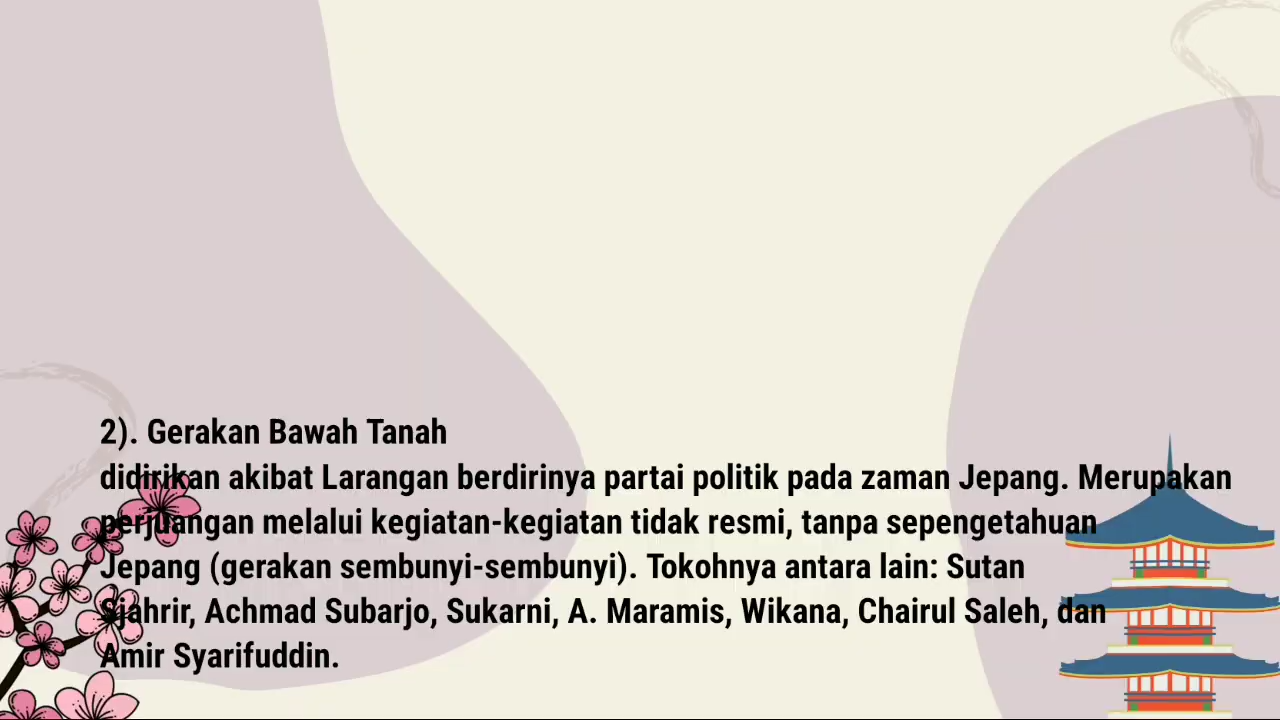 2). Gerakan Bawah Tanah
didirikan akibat Larangan berdirinya partai politik pada zaman Jepang. Merupakan
perjuangan melalui kegiatan-kegiatan tidak resmi, tanpa sepengetahuan
Jepang (gerakan sembunyi-sembunyi). Tokohnya antara lain: Sutan
Sjahrir, Achmad Subarjo, Sukarni, A. Maramis, Wikana, Chairul Saleh, dan
Amir Syarifuddin.